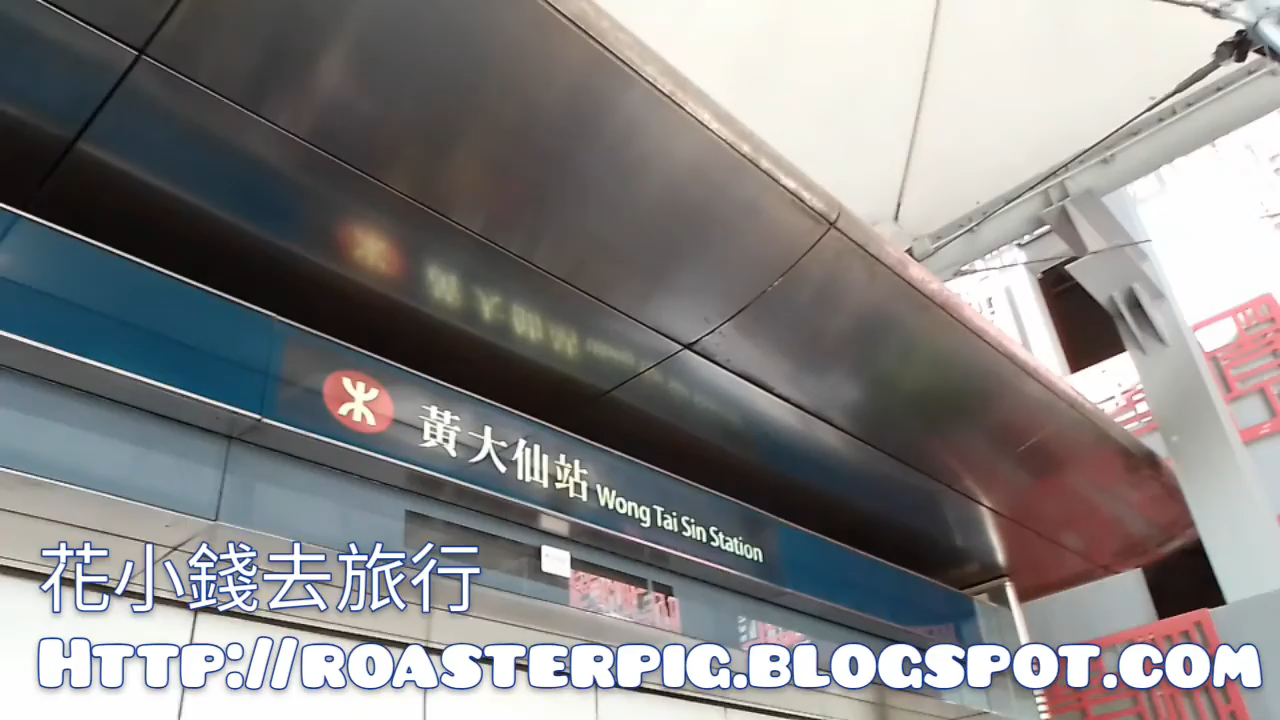 黃大仙站 Wong Tai Sin Station
花小錢去旅行
Http://roasterpig.blogspot.com